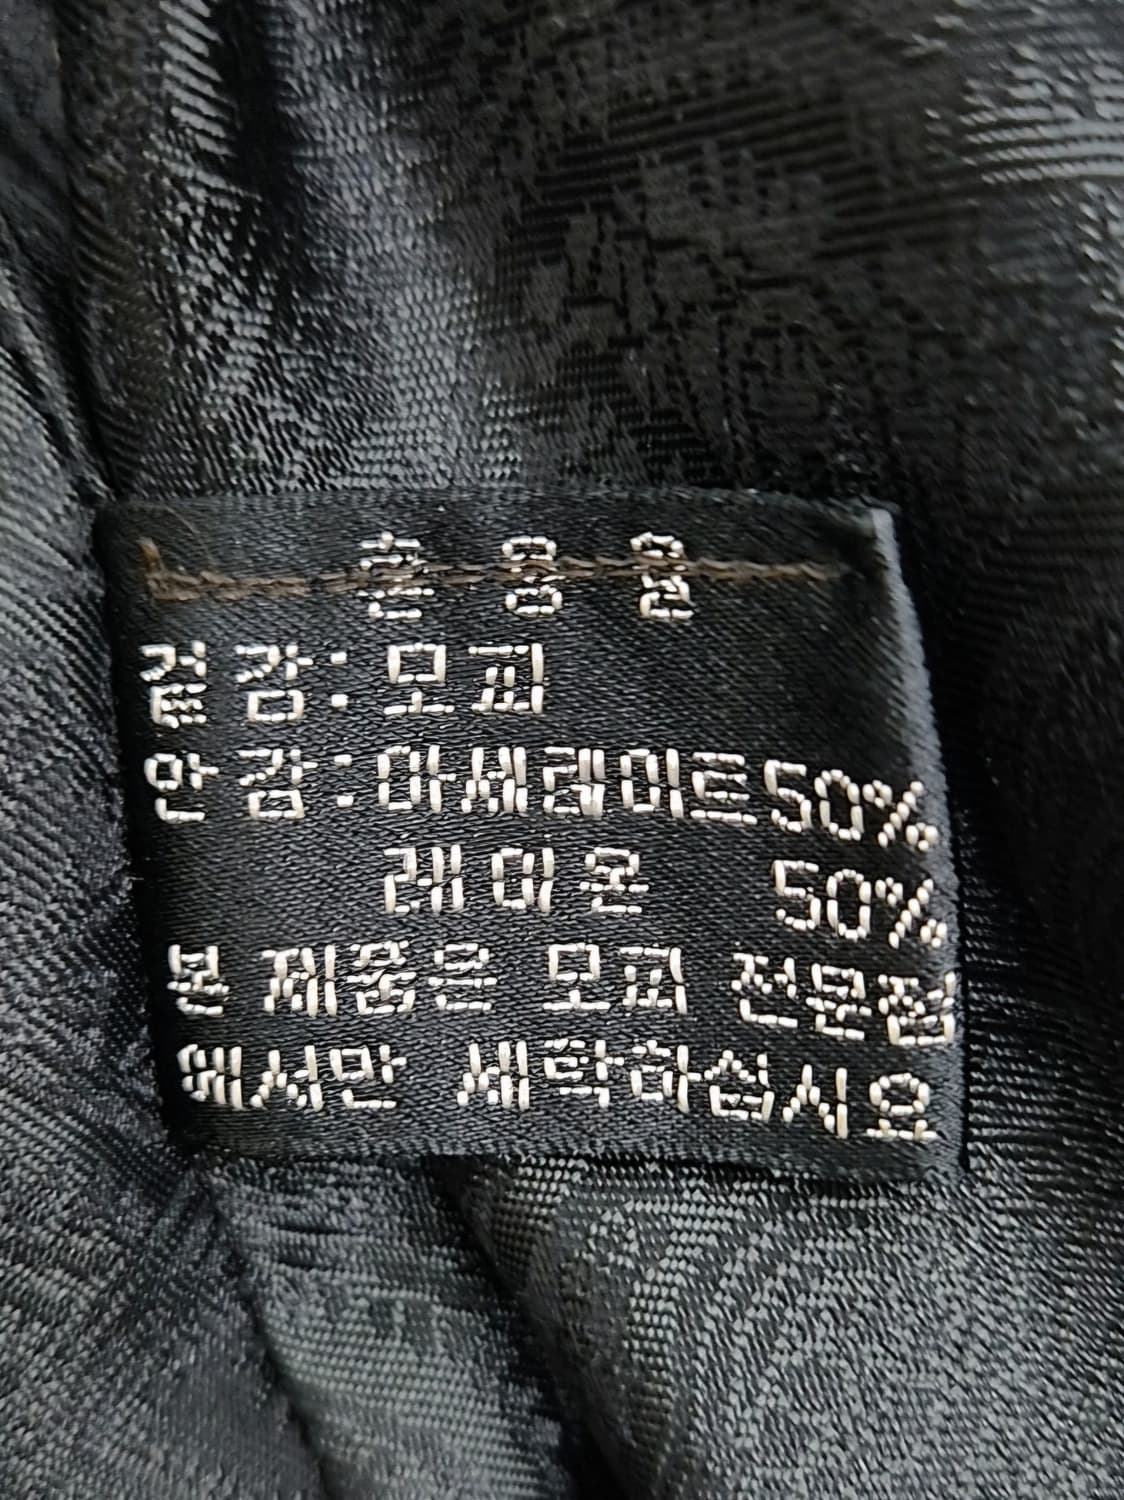 혼용율
겉 감: 모피
안 감: 아세테이트50%
레이온 50%
본 제품은 모피 전문점
에서만 세탁하십시요